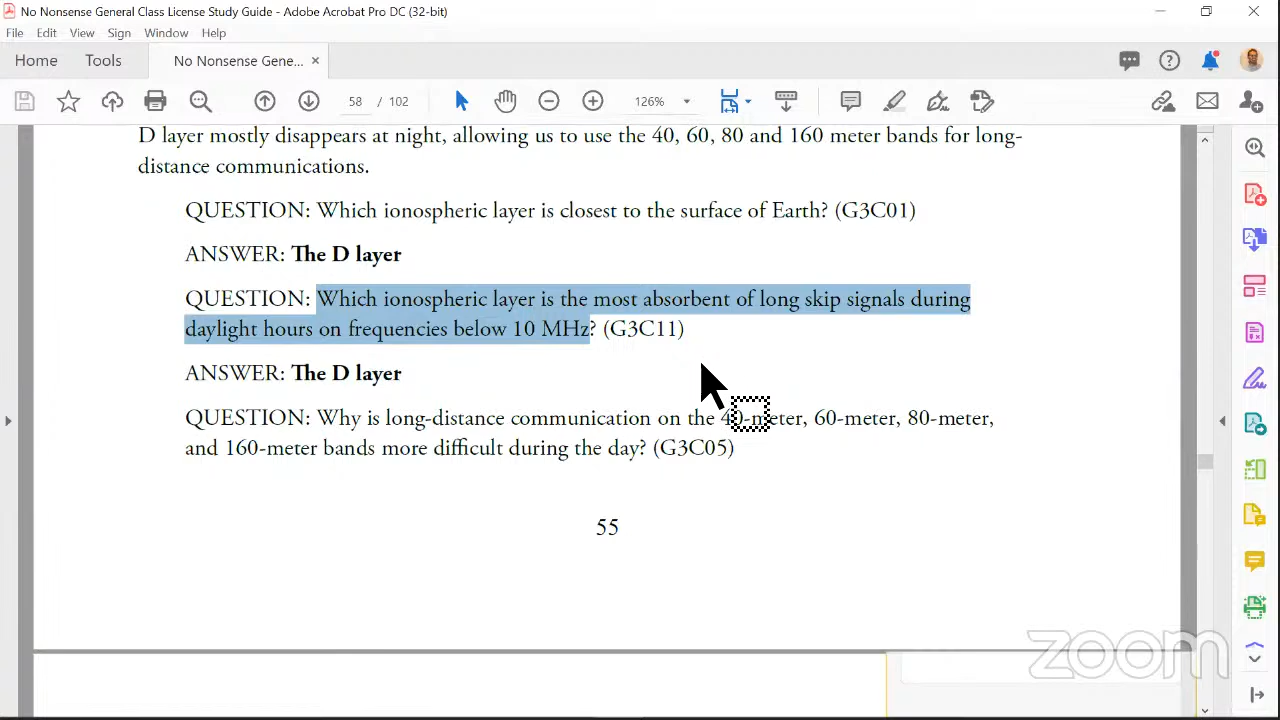 No Nonsense General Class License Study Guide - Adobe Acrobat Pro DC (32-bit)
File Edit View Sign Window Help
Home Tools No Nonsense Gene... ×
58 / 102 126%
D layer mostly disappears at night, allowing us to use the 40, 60, 80 and 160 meter bands for long-
distance communications.
QUESTION: Which ionospheric layer is closest to the surface of Earth? (G3C01)
ANSWER: The D layer
QUESTION: Which ionospheric layer is the most absorbent of long skip signals during
daylight hours on frequencies below 10 MHz? (G3C11)
ANSWER: The D layer
QUESTION: Why is long-distance communication on the 40-meter, 60-meter, 80-meter,
and 160-meter bands more difficult during the day? (G3C05)
55
zoom